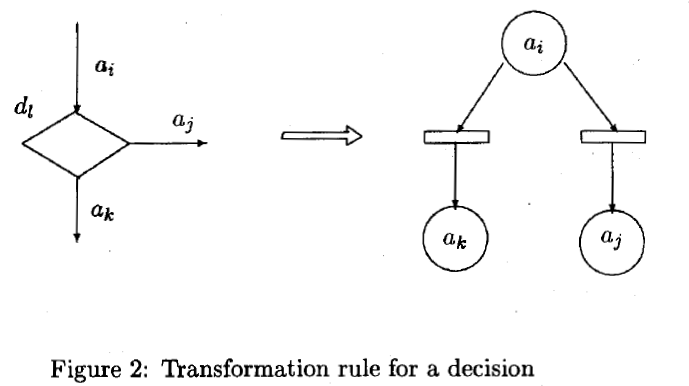 a_i
d_l
a_j
a_k
a_i
a_k
a_j
Figure 2: Transformation rule for a decision